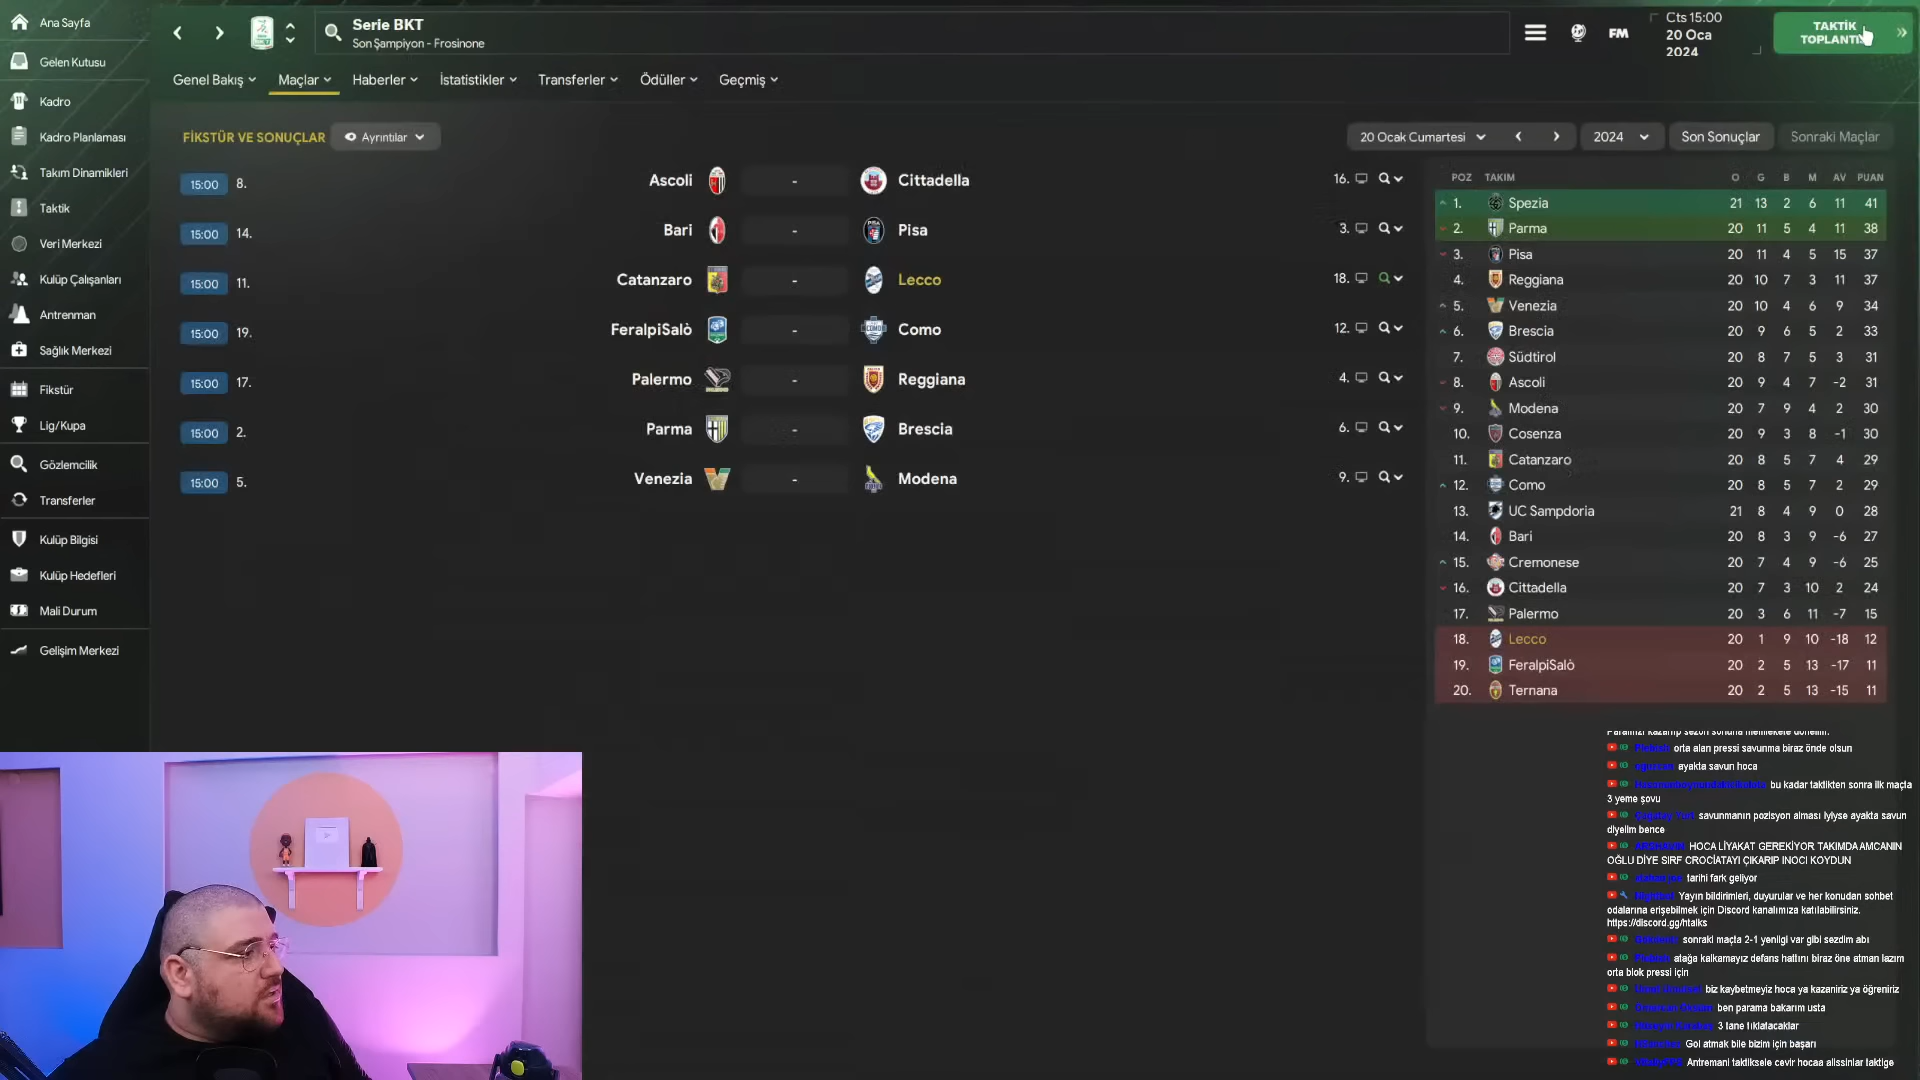 Ana Sayfa
Gelen Kutusu
Kadro
Kadro Planlaması
Takım Dinamikleri
Taktik
Veri Merkezi
Kulüp Çalışanları
Antrenman
Sağlık Merkezi
Fikstür
Lig/Kupa
Gözlemcilik
Transferler
Kulüp Bilgisi
Kulüp Hedefleri
Mali Durum
Gelişim Merkezi
Serie BKT
Son Şampiyon - Frosinone
FM
Cts 15:00
20 Oca
2024
TAKTİK
TOPLANTI
Genel Bakış
Maçlar
Haberler
İstatistikler
Transferler
Ödüller
Geçmiş
FİKSTÜR VE SONUÇLAR
Ayrıntılar
20 Ocak Cumartesi
2024
Son Sonuçlar
Sonraki Maçlar
15:00 8. Ascoli - Cittadella 16.
15:00 14. Bari - Pisa 3.
15:00 11. Catanzaro - Lecco 18.
15:00 19. FeralpiSalò - Como 12.
15:00 17. Palermo - Reggiana 4.
15:00 2. Parma - Brescia 6.
15:00 5. Venezia - Modena 9.
POZ TAKIM O G B M AV PUAN
1. Spezia 21 13 2 6 11 41
2. Parma 20 11 5 4 11 38
3. Pisa 20 11 4 5 15 37
4. Reggiana 20 10 7 3 11 37
5. Venezia 20 10 4 6 9 34
6. Brescia 20 9 6 5 2 33
7. Südtirol 20 8 7 5 3 31
8. Ascoli 20 9 4 7 -2 31
9. Modena 20 7 9 4 2 30
10. Cosenza 20 9 3 8 -1 30
11. Catanzaro 20 8 5 7 4 29
12. Como 20 8 5 7 2 29
13. UC Sampdoria 21 8 4 9 0 28
14. Bari 20 8 3 9 -6 27
15. Cremonese 20 7 4 9 -6 25
16. Cittadella 20 7 3 10 2 24
17. Palermo 20 3 6 11 -7 15
18. Lecco 20 1 9 10 -18 12
19. FeralpiSalò 20 2 5 13 -17 11
20. Ternana 20 2 5 13 -15 11
orta alan pressi savunma biraz önde olsun
ayakta savun hoca
bu kadar taklikten sonra ilk maçla
3 yeme şovu
savunmanın pozisyon alması iyiyse ayakta savun
diyelim bence
HOCA LİYAKAT GEREKİYOR TAKIMDA AMCANIN
OĞLU DİYE SIRF CROCİATAYI ÇIKARIP INOCI KOYDUN
tarihi fark geliyor
Yayın bildirimleri, duyurular ve her konudan sohbet
odalarına erişebilmek için Discord kanalımıza katılabilirsiniz.
https://discord.gg/htalks
sonraki maçta 2-1 yenilgi var gibi sezdim abı
atağa kalkamayız defans hattını biraz öne atman lazım
orta blok pressi için
biz kaybetmeyiz hoca ya kazanırız ya öğreniriz
ben parama bakarım usta
3 tane tıklatacaklar
Gol atmak bile bizim için başarı
Antremani taktiksele cevir hocaa alissinlar taktige